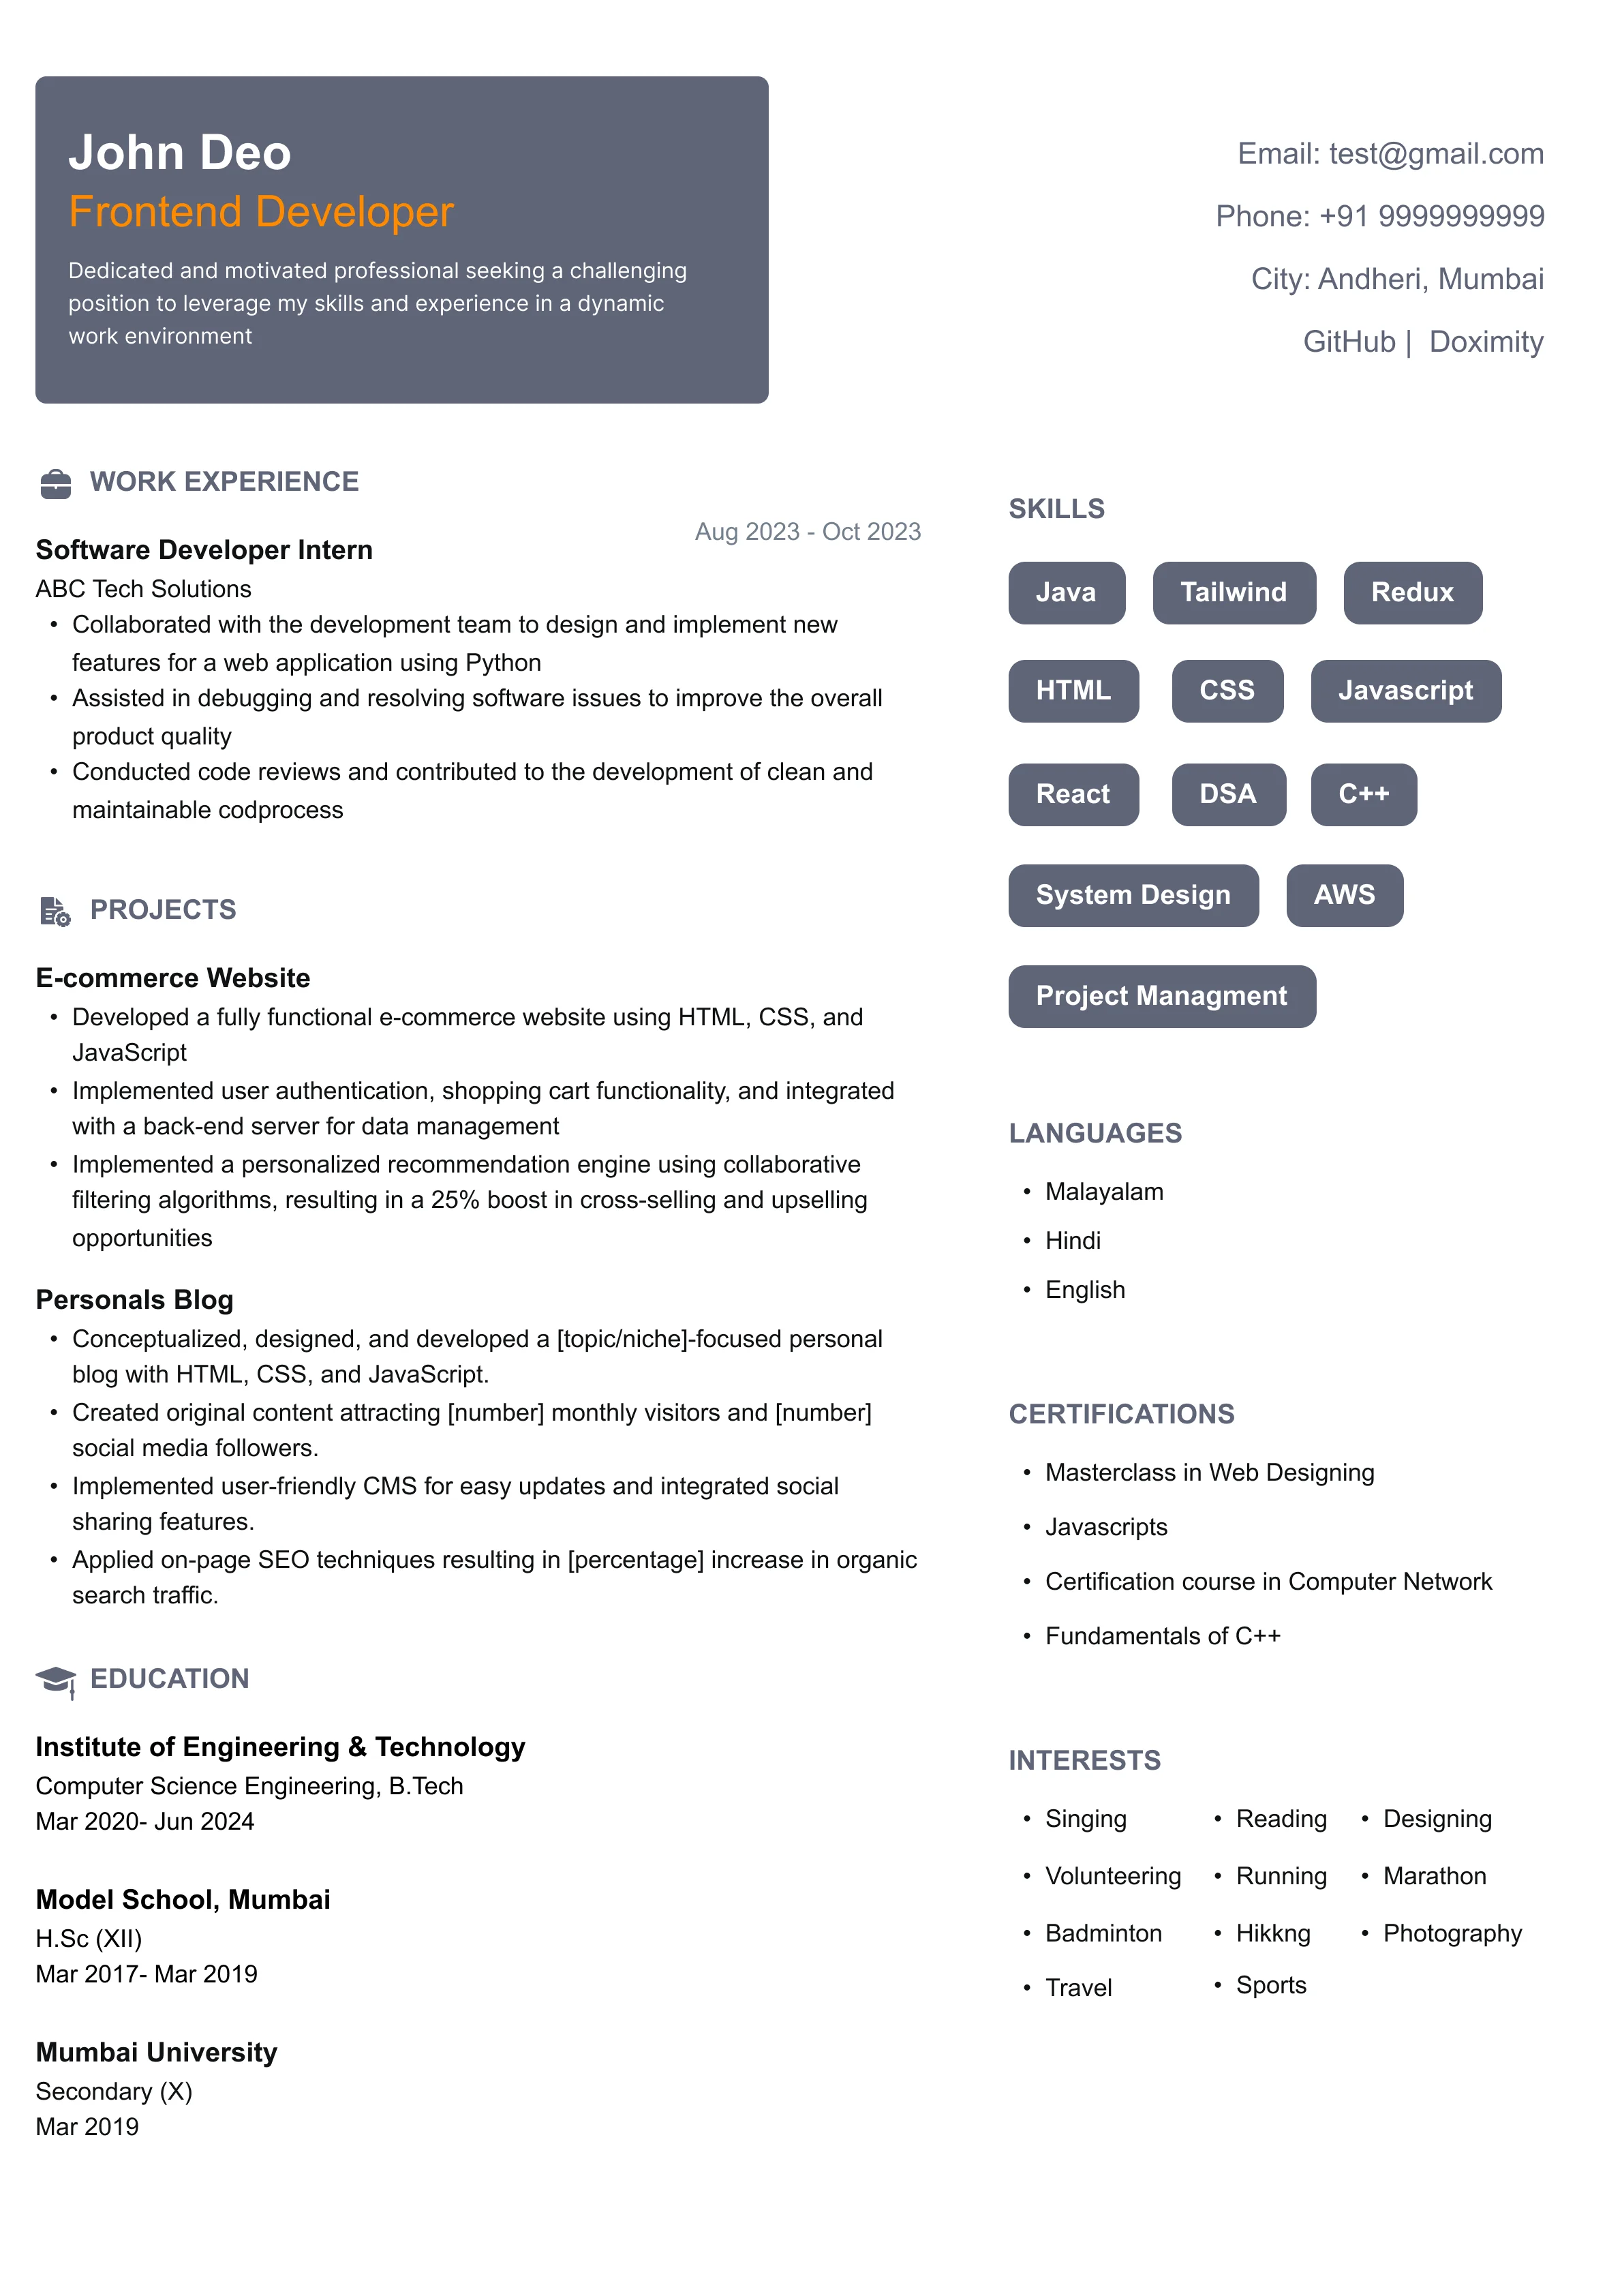 John Deo
Frontend Developer
Dedicated and motivated professional seeking a challenging
position to leverage my skills and experience in a dynamic
work environment
Email: test@gmail.com
Phone: +91 9999999999
City: Andheri, Mumbai
GitHub |  Doximity
WORK EXPERIENCE
Aug 2023 - Oct 2023
Software Developer Intern
ABC Tech Solutions
• Collaborated with the development team to design and implement new
features for a web application using Python
• Assisted in debugging and resolving software issues to improve the overall
product quality
• Conducted code reviews and contributed to the development of clean and
maintainable codprocess
PROJECTS
E-commerce Website
• Developed a fully functional e-commerce website using HTML, CSS, and
JavaScript
• Implemented user authentication, shopping cart functionality, and integrated
with a back-end server for data management
• Implemented a personalized recommendation engine using collaborative
filtering algorithms, resulting in a 25% boost in cross-selling and upselling
opportunities
Personals Blog
• Conceptualized, designed, and developed a [topic/niche]-focused personal
blog with HTML, CSS, and JavaScript.
• Created original content attracting [number] monthly visitors and [number]
social media followers.
• Implemented user-friendly CMS for easy updates and integrated social
sharing features.
• Applied on-page SEO techniques resulting in [percentage] increase in organic
search traffic.
EDUCATION
Institute of Engineering & Technology
Computer Science Engineering, B.Tech
Mar 2020- Jun 2024
Model School, Mumbai
H.Sc (XII)
Mar 2017- Mar 2019
Mumbai University
Secondary (X)
Mar 2019
SKILLS
Java Tailwind Redux
HTML CSS Javascript
React DSA C++
System Design AWS
Project Managment
LANGUAGES
• Malayalam
• Hindi
• English
CERTIFICATIONS
• Masterclass in Web Designing
• Javascripts
• Certification course in Computer Network
• Fundamentals of C++
INTERESTS
• Singing • Reading • Designing
• Volunteering • Running • Marathon
• Badminton • Hikkng • Photography
• Travel • Sports